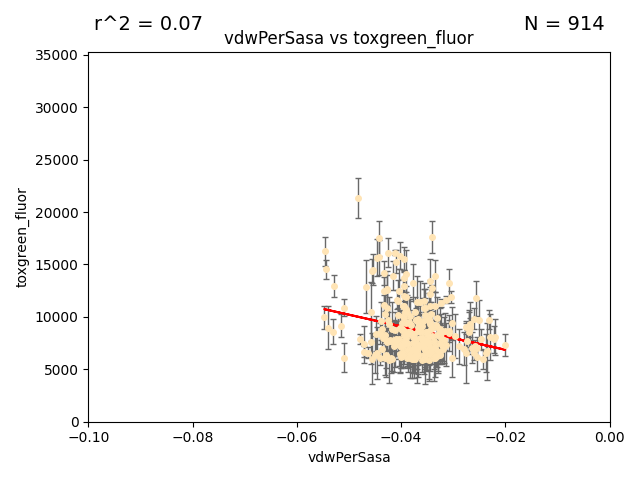 r^2 = 0.07
N = 914
vdwPerSasa vs toxgreen_fluor
35000
30000
25000
20000
15000
10000
5000
0
toxgreen_fluor
−0.10
−0.08
−0.06
−0.04
−0.02
0.00
vdwPerSasa